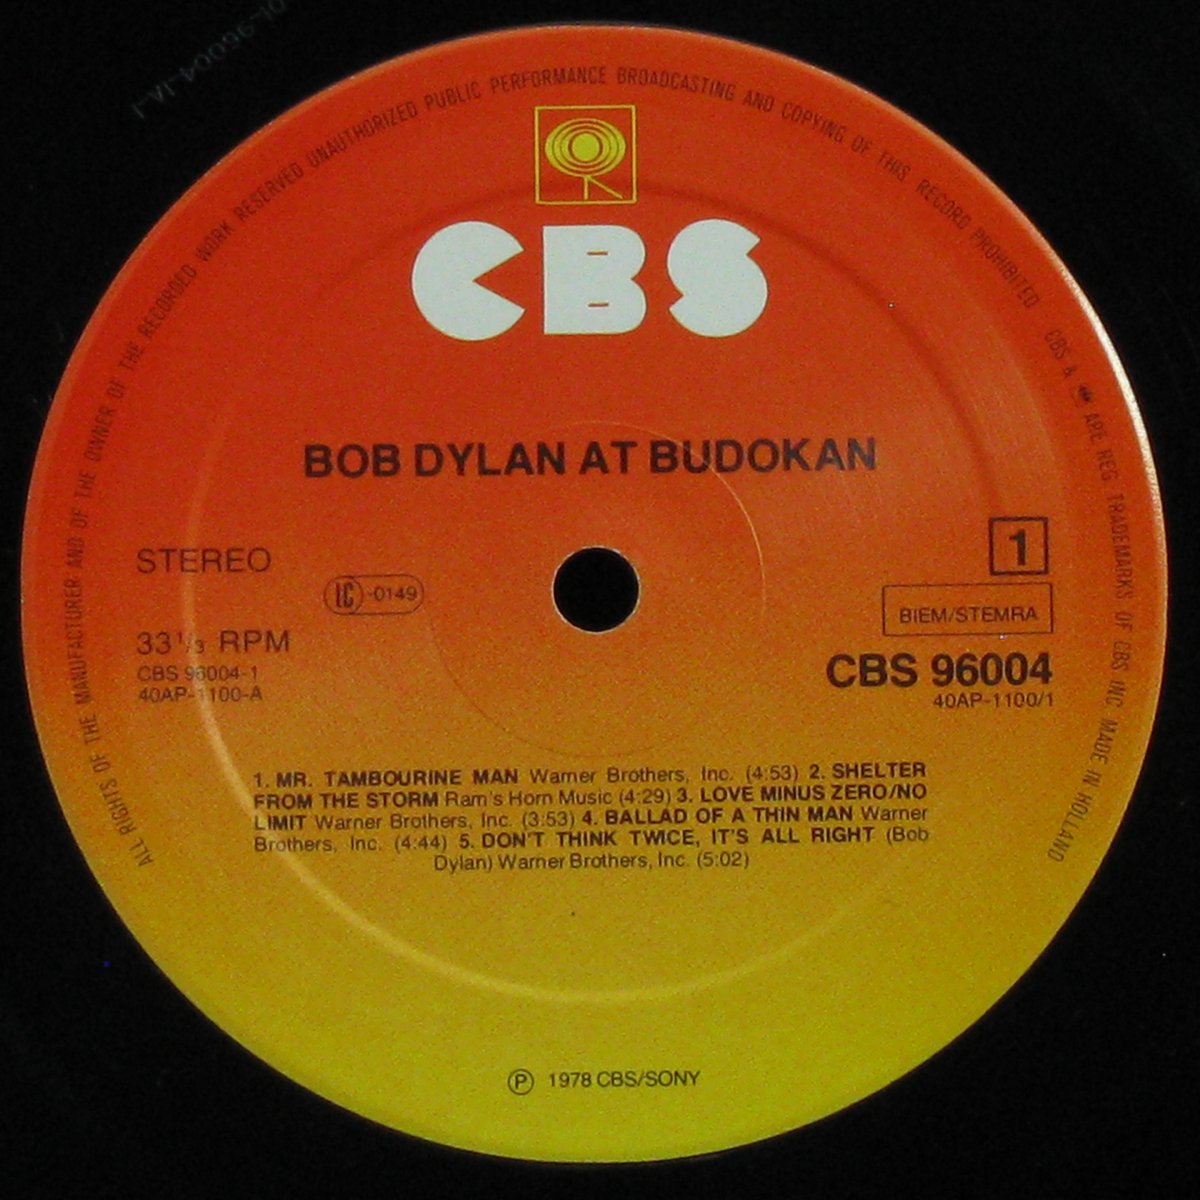 ALL RIGHTS OF THE MANUFACTURER AND OF THE OWNER OF THE RECORDED WORK RESERVED UNAUTHORIZED PUBLIC PERFORMANCE BROADCASTING AND COPYING OF THIS RECORD PROHIBITED CBS & ARE REG TRADEMARKS OF CBS INC MADE IN HOLLAND
CBS
BOB DYLAN AT BUDOKAN
STEREO
LC-0149
33 1/3 RPM
CBS 96004-1
40AP-1100-A
1
BIEM/STEMRA
CBS 96004
40AP-1100/1
1. MR. TAMBOURINE MAN Warner Brothers, Inc. (4:53) 2. SHELTER
FROM THE STORM Ram's Horn Music (4:29) 3. LOVE MINUS ZERO/NO
LIMIT Warner Brothers, Inc. (3:53) 4. BALLAD OF A THIN MAN Warner
Brothers, Inc. (4:44) 5. DON'T THINK TWICE, IT'S ALL RIGHT (Bob
Dylan) Warner Brothers, Inc. (5:02)
Ⓟ 1978 CBS/SONY